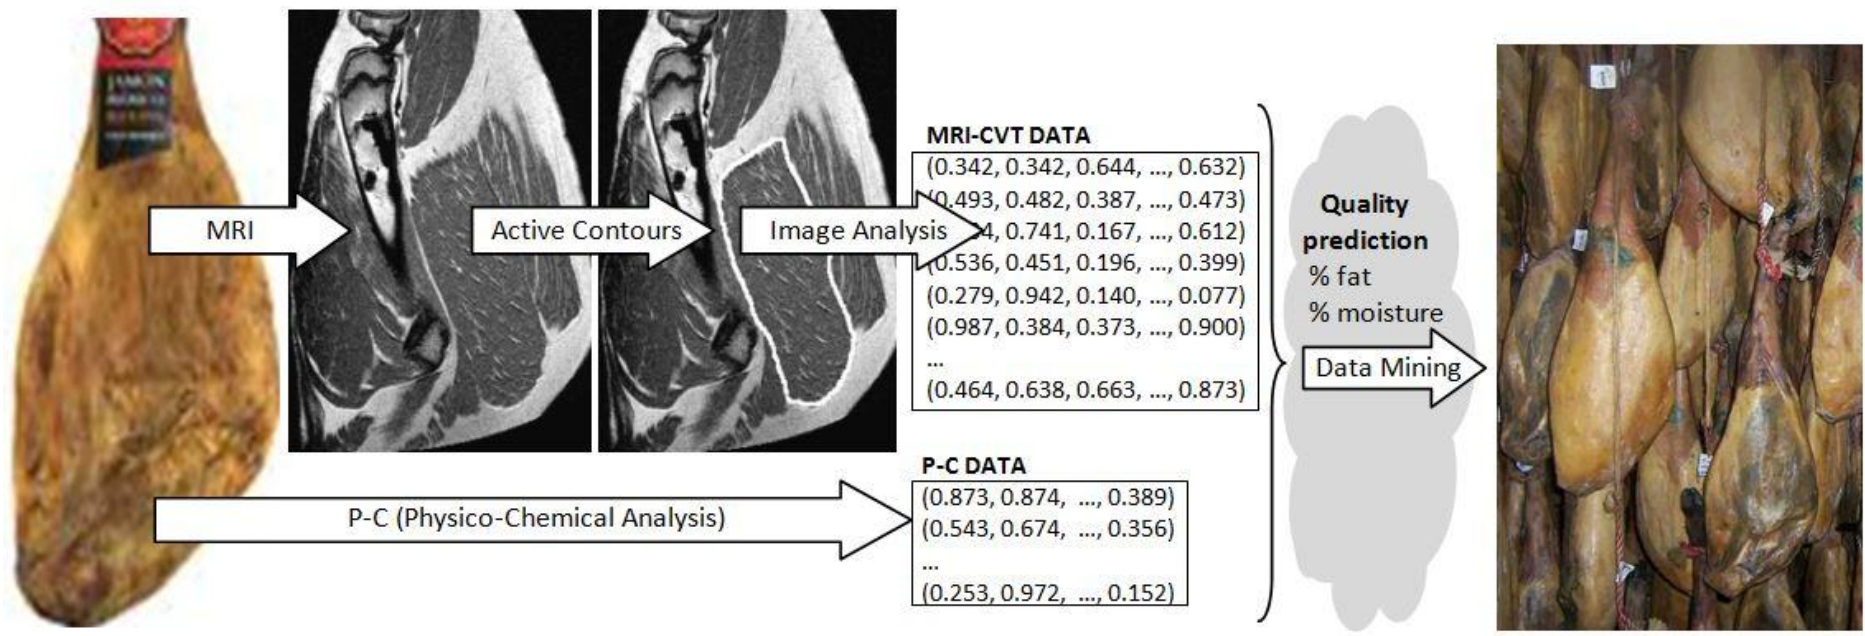 JAMON
MRI
Active Contours
Image Analysis
MRI-CVT DATA
(0.342, 0.342, 0.644, ..., 0.632)
0.493, 0.482, 0.387, ..., 0.473)
4, 0.741, 0.167, ..., 0.612)
(0.536, 0.451, 0.196, ..., 0.399)
(0.279, 0.942, 0.140, ..., 0.077)
(0.987, 0.384, 0.373, ..., 0.900)
...
(0.464, 0.638, 0.663, ..., 0.873)
P-C (Physico-Chemical Analysis)
P-C DATA
(0.873, 0.874, ..., 0.389)
(0.543, 0.674, ..., 0.356)
...
(0.253, 0.972, ..., 0.152)
Quality
prediction
% fat
% moisture
Data Mining